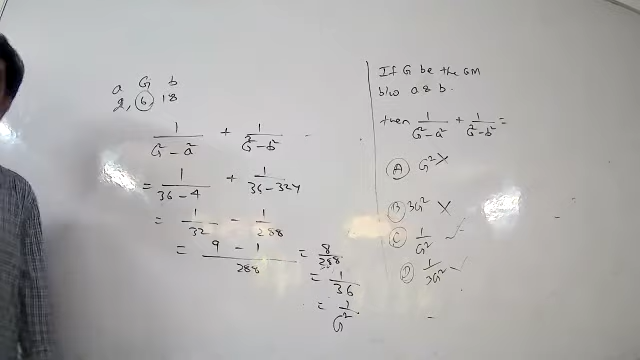 a G b
2, 6, 18
1/(G² - a²) + 1/(G² - b²)
= 1/(36 - 4) + 1/(36 - 324)
= 1/32 - 1/288
= (9 - 1)/288 = 8/288
= 1/36
= 1/G²
If G be the GM
b/w a & b.
then 1/(G² - a²) + 1/(G² - b²) =
(A) G² ×
(B) 3G² ×
(C) 1/G² ✓
(D) 1/3G² ✓